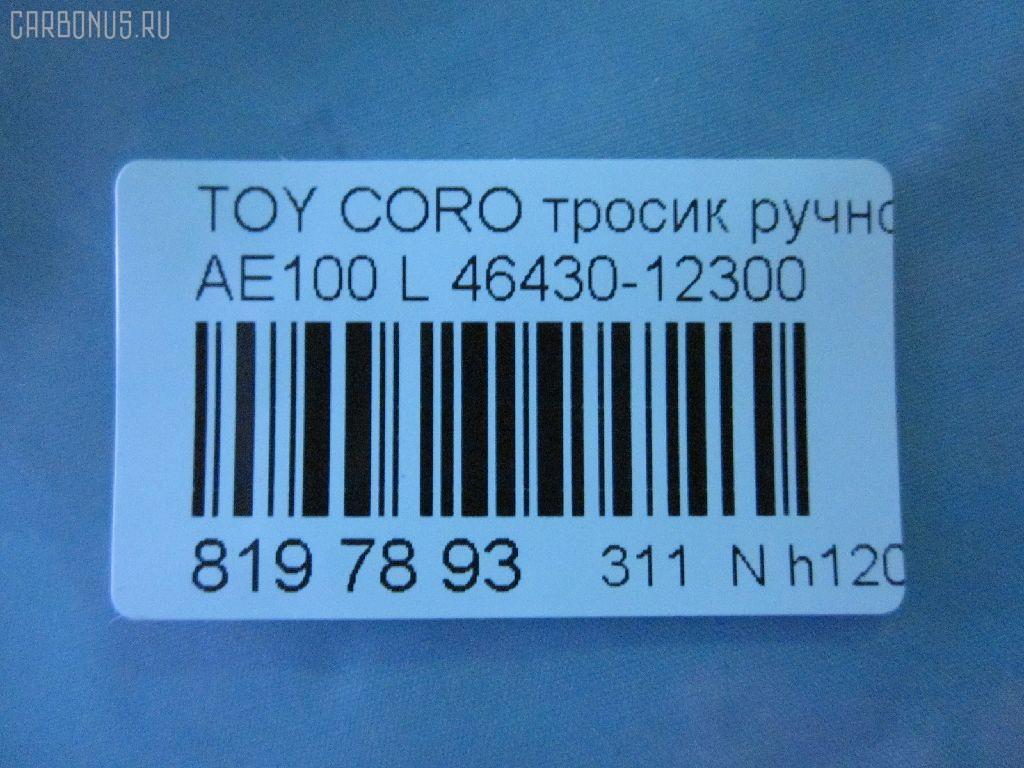 CARBONUS.RU
TOY CORO тросик ручно
AE100 L 46430-12300
819 78 93 311 N h120